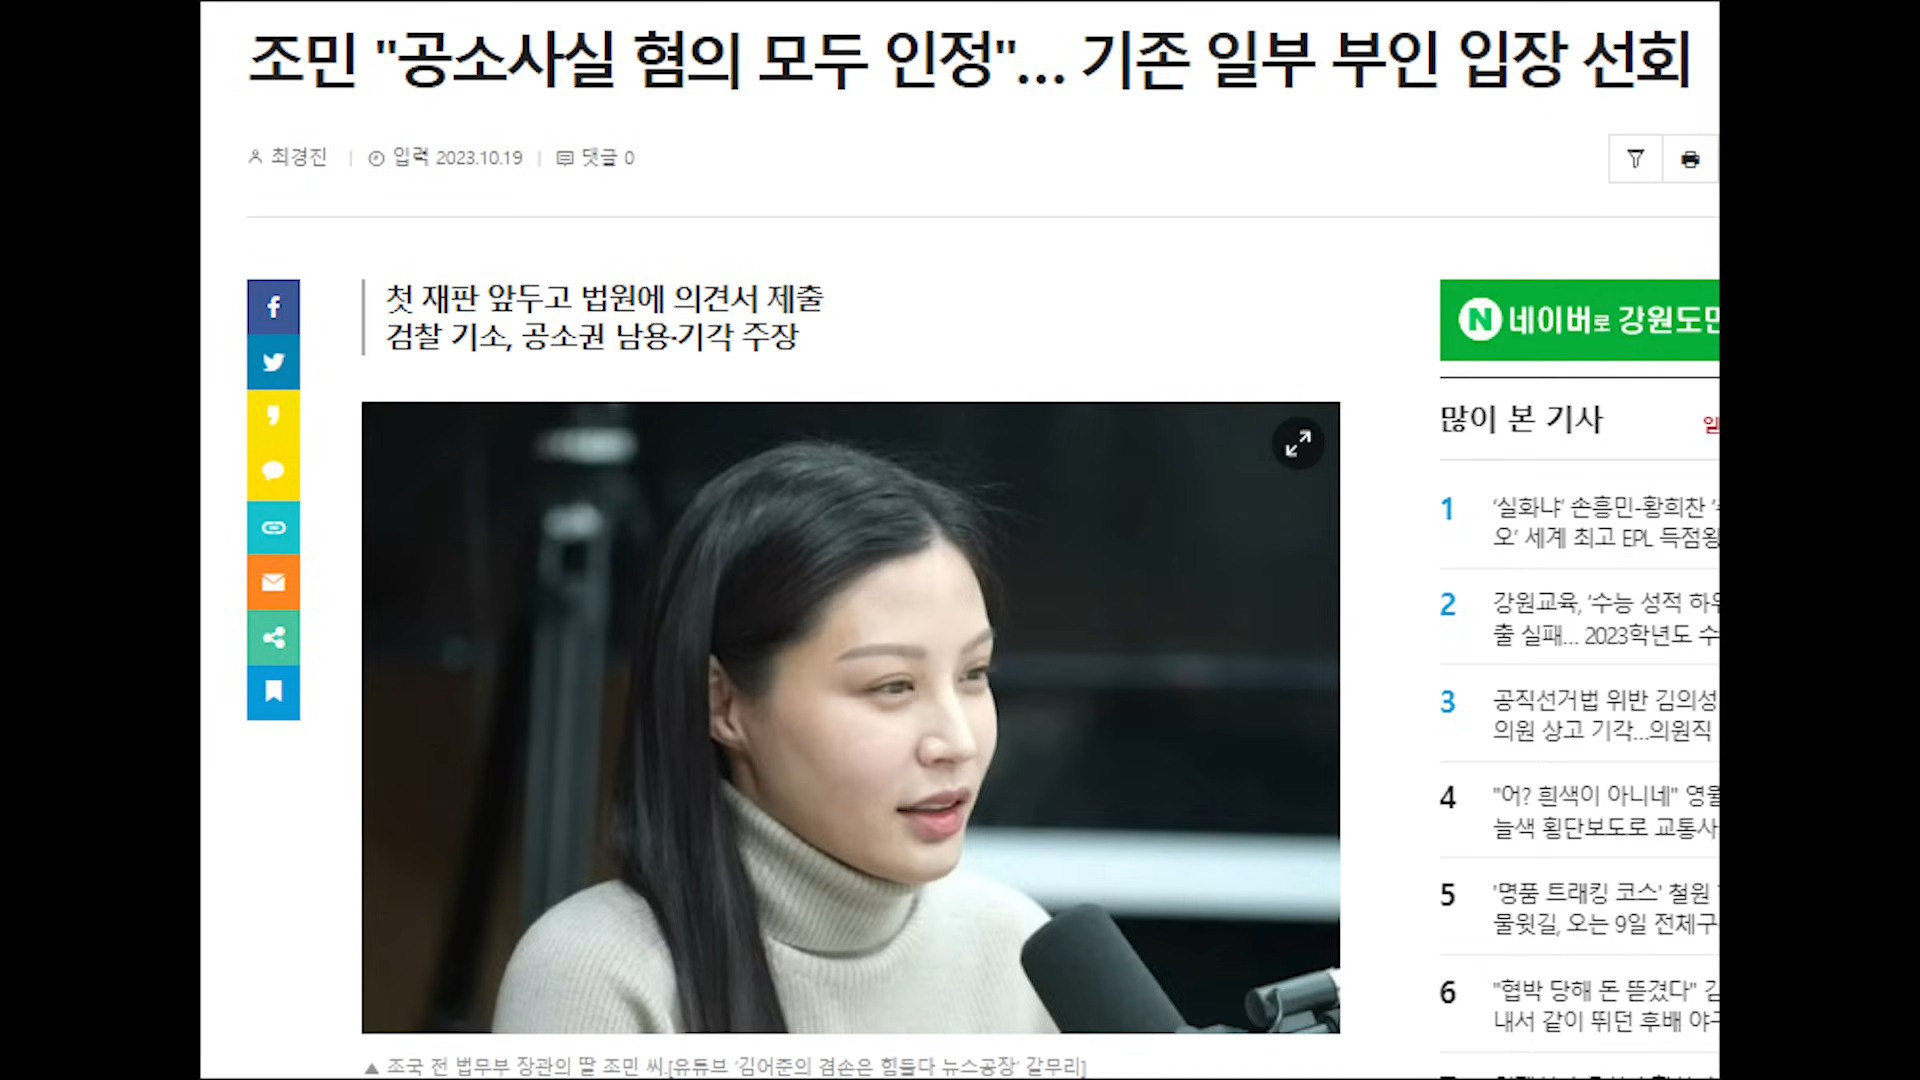 조민 "공소사실 혐의 모두 인정"... 기존 일부 부인 입장 선회
최경진 | 입력 2023.10.19 | 댓글 0
첫 재판 앞두고 법원에 의견서 제출
검찰 기소, 공소권 남용·기각 주장
N 네이버로 강원도민
많이 본 기사
1 '실화냐' 손흥민-황희찬
오' 세계 최고 EPL 득점왕
2 강원교육, '수능 성적 하위
출 실패... 2023학년도 수
3 공직선거법 위반 김의성
의원 상고 기각...의원직
4 "어? 흰색이 아니네" 영월
늘색 횡단보도로 교통사
5 '명품 트래킹 코스' 철원
물윗길, 오는 9일 전체구
6 "협박 당해 돈 뜯겼다" 김
내서 같이 뛰던 후배 야구
▲ 조국 전 법무부 장관의 딸 조민 씨.[유튜브 '김어준의 겸손은 힘들다 뉴스공장' 갈무리]